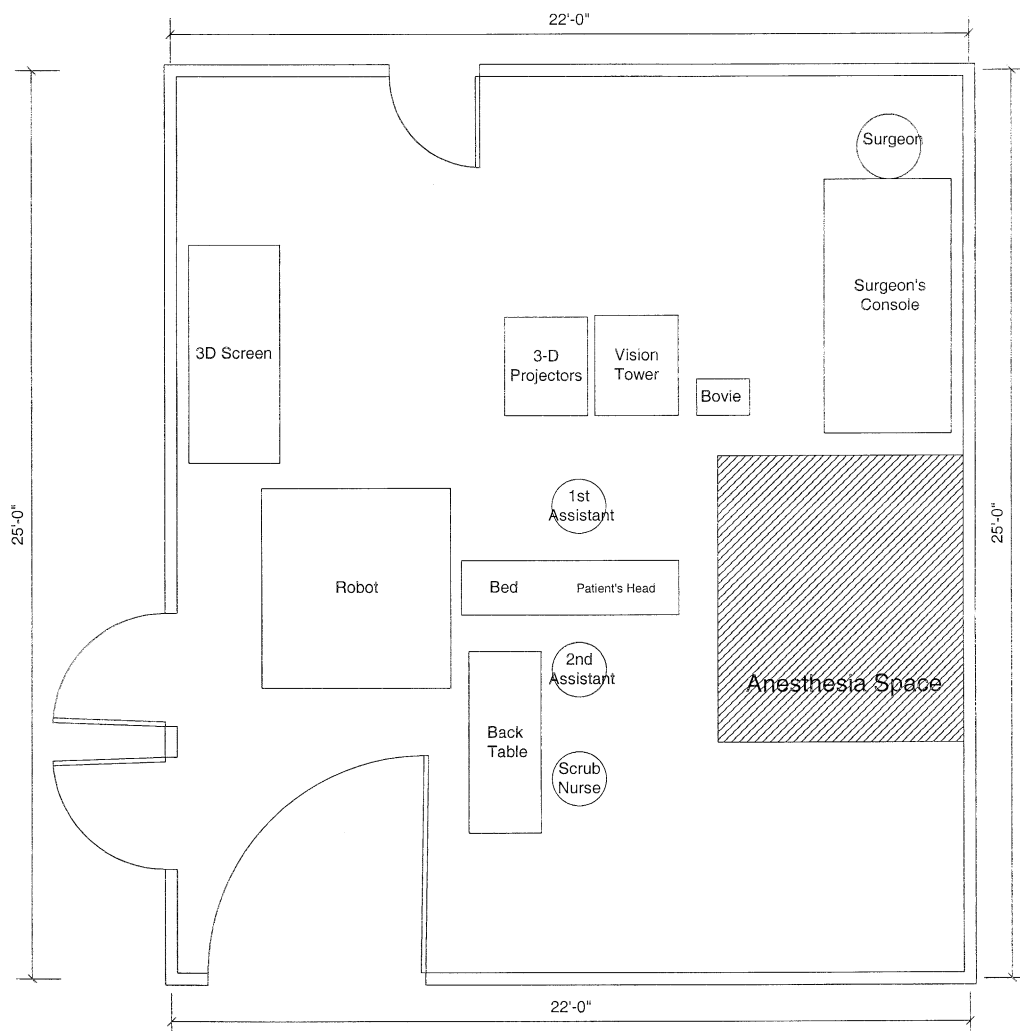 22'-0"
Surgeon
Surgeon's
Console
3D Screen
3-D
Projectors
Vision
Tower
Bovie
1st
Assistant
25'-0"
25'-0"
Robot
Bed
Patient's Head
2nd
Assistant
Anesthesia Space
Back
Table
Scrub
Nurse
22'-0"